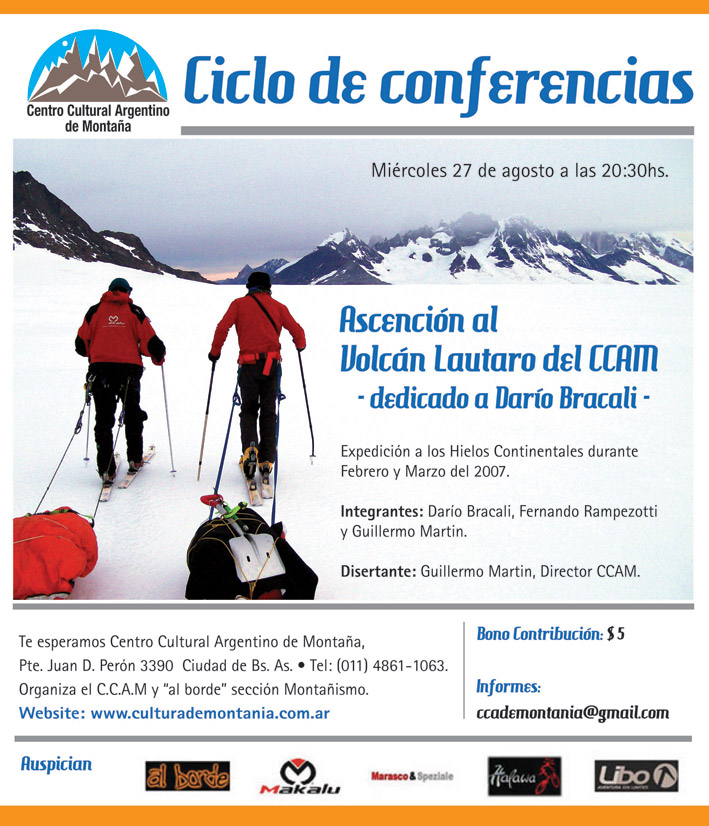 Centro Cultural Argentino
de Montaña
Ciclo de conferencias
Miércoles 27 de agosto a las 20:30hs.
Ascención al
Volcán Lautaro del CCAM
- dedicado a Darío Bracali -
Expedición a los Hielos Continentales durante
Febrero y Marzo del 2007.
Integrantes: Darío Bracali, Fernando Rampezotti
y Guillermo Martin.
Disertante: Guillermo Martin, Director CCAM.
Te esperamos Centro Cultural Argentino de Montaña,
Pte. Juan D. Perón 3390 Ciudad de Bs. As. • Tel: (011) 4861-1063.
Organiza el C.C.A.M y “al borde” sección Montañismo.
Website: www.culturademontania.com.ar
Bono Contribución: $ 5
Informes:
ccademontania@gmail.com
Auspician
al borde
Makalu
Marasco & Speziale
Libo